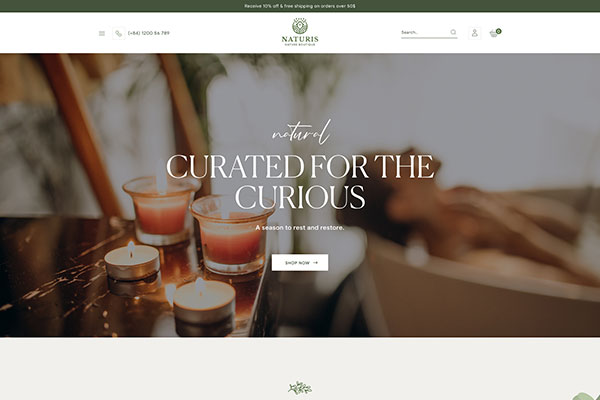 Receive 10% off & free shipping on orders over 50$
(+84) 1200 86 789
NATURIS
NATURE BOUTIQUE
Search...
0
natural
CURATED FOR THE
CURIOUS
A season to rest and restore.
SHOP NOW →